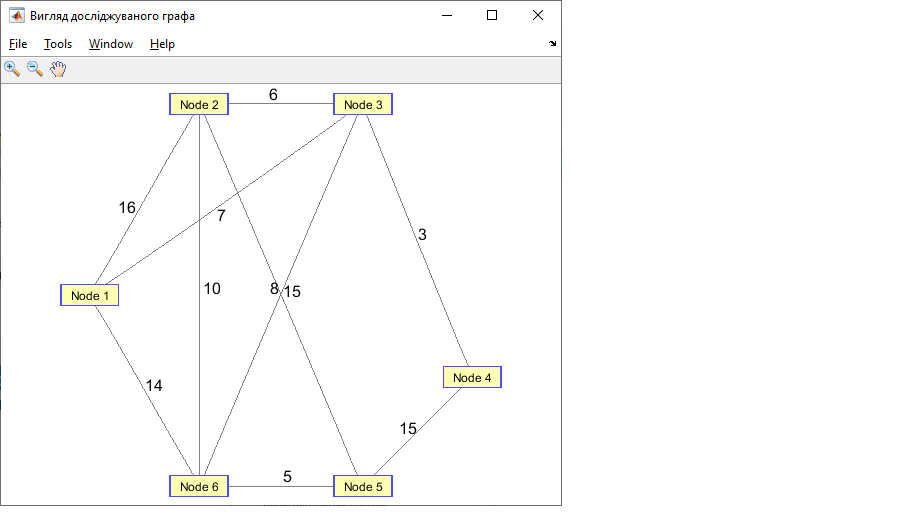 Вигляд досліджуваного графа
File Tools Window Help
6
Node 2 Node 3
16
7
3
10
8 15
Node 1
Node 4
14
15
5
Node 6 Node 5